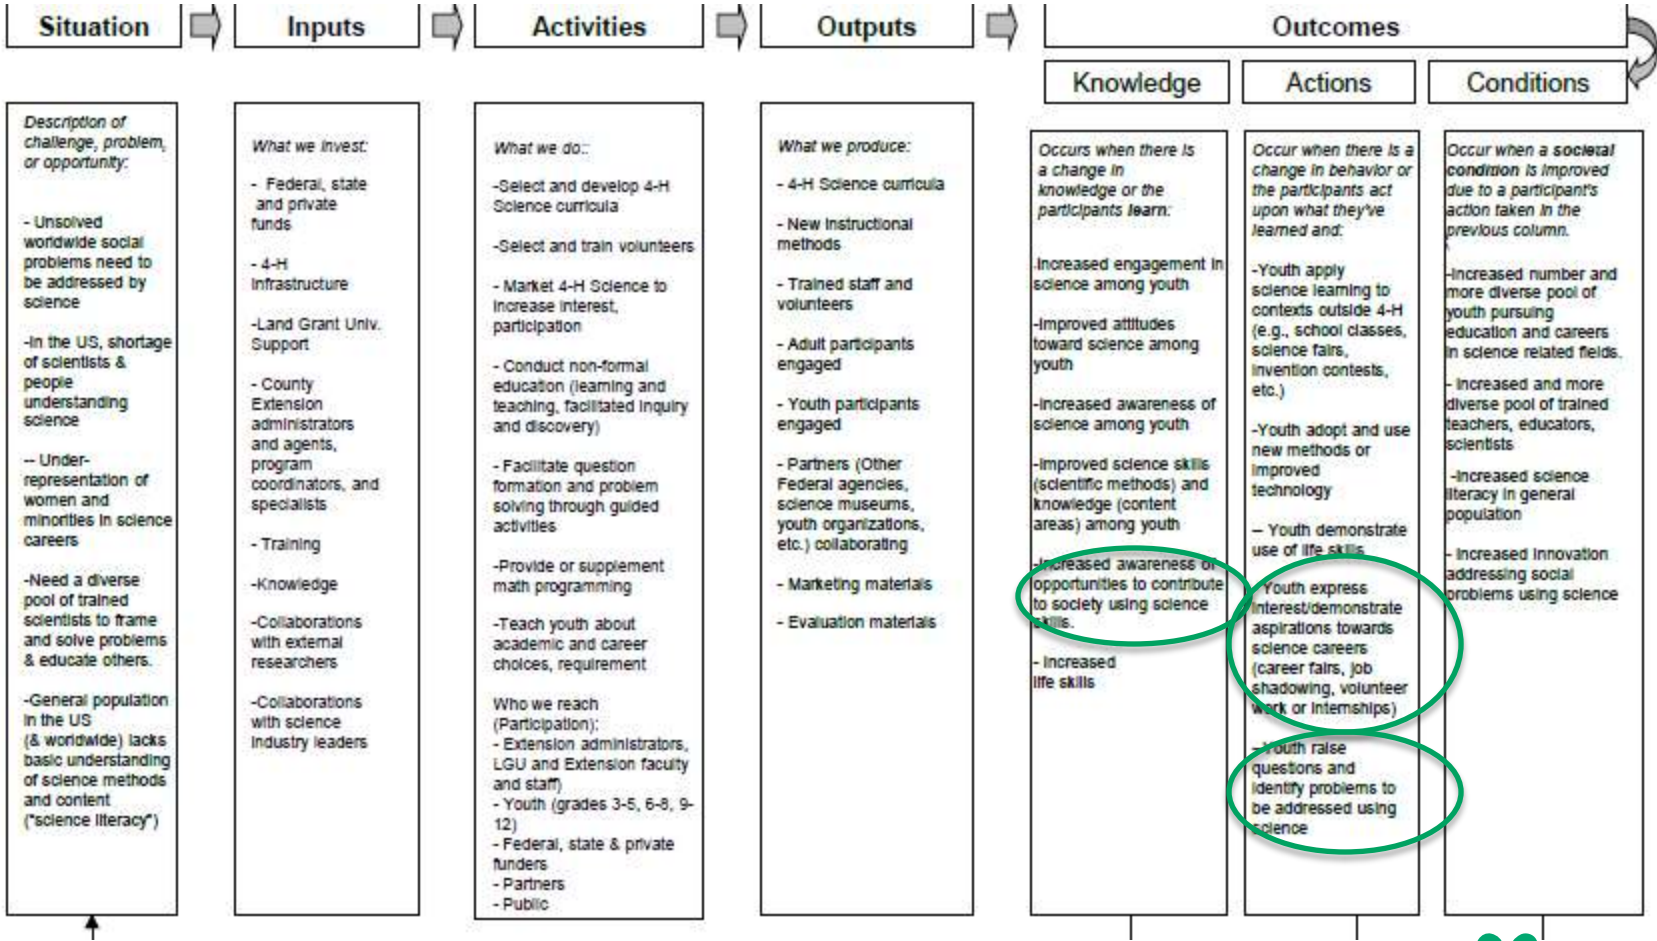 Situation
Inputs
Activities
Outputs
Outcomes
Knowledge
Actions
Conditions
Description of
challenge, problem,
or opportunity:
- Unsolved
worldwide social
problems need to
be addressed by
science
-In the US, shortage
of scientists &
people
understanding
science
-- Under-
representation of
women and
minorities in science
careers
-Need a diverse
pool of trained
scientists to frame
and solve problems
& educate others.
-General population
in the US
(& worldwide) lacks
basic understanding
of science methods
and content
("science literacy")
What we invest:
- Federal, state
and private
funds
- 4-H
Infrastructure
-Land Grant Univ.
Support
- County
Extension
administrators
and agents,
program
coordinators, and
specialists
- Training
-Knowledge
-Collaborations
with external
researchers
-Collaborations
with science
industry leaders
What we do::
-Select and develop 4-H
Science curricula
-Select and train volunteers
- Market 4-H Science to
increase interest,
participation
- Conduct non-formal
education (learning and
teaching, facilitated inquiry
and discovery)
- Facilitate question
formation and problem
solving through guided
activities
-Provide or supplement
math programming
-Teach youth about
academic and career
choices, requirement
Who we reach
(Participation):
- Extension administrators,
LGU and Extension faculty
and staff)
- Youth (grades 3-5, 6-8, 9-
12)
- Federal, state & private
funders
- Partners
- Public
What we produce:
- 4-H Science curricula
- New instructional
methods
- Trained staff and
volunteers
- Adult participants
engaged
- Youth participants
engaged
- Partners (Other
Federal agencies,
science museums,
youth organizations,
etc.) collaborating
- Marketing materials
- Evaluation materials
Occurs when there is
a change in
knowledge or the
participants learn:
-Increased engagement in
science among youth
-Improved attitudes
toward science among
youth
-Increased awareness of
science among youth
-Improved science skills
(scientific methods) and
knowledge (content
areas) among youth
-Increased awareness of
opportunities to contribute
to society using science
skills.
- Increased
life skills
Occur when there is a
change in behavior or
the participants act
upon what they've
learned and:
-Youth apply
science learning to
contexts outside 4-H
(e.g., school classes,
science fairs,
invention contests,
etc.)
-Youth adopt and use
new methods or
improved
technology
-- Youth demonstrate
use of life skills
- Youth express
interest/demonstrate
aspirations towards
science careers
(career fairs, job
shadowing, volunteer
work or internships)
-- Youth raise
questions and
identify problems to
be addressed using
science
Occur when a societal
condition is improved
due to a participant's
action taken in the
previous column.
-Increased number and
more diverse pool of
youth pursuing
education and careers
in science related fields.
- Increased and more
diverse pool of trained
teachers, educators,
scientists
-Increased science
literacy in general
population
- Increased innovation
addressing social
problems using science